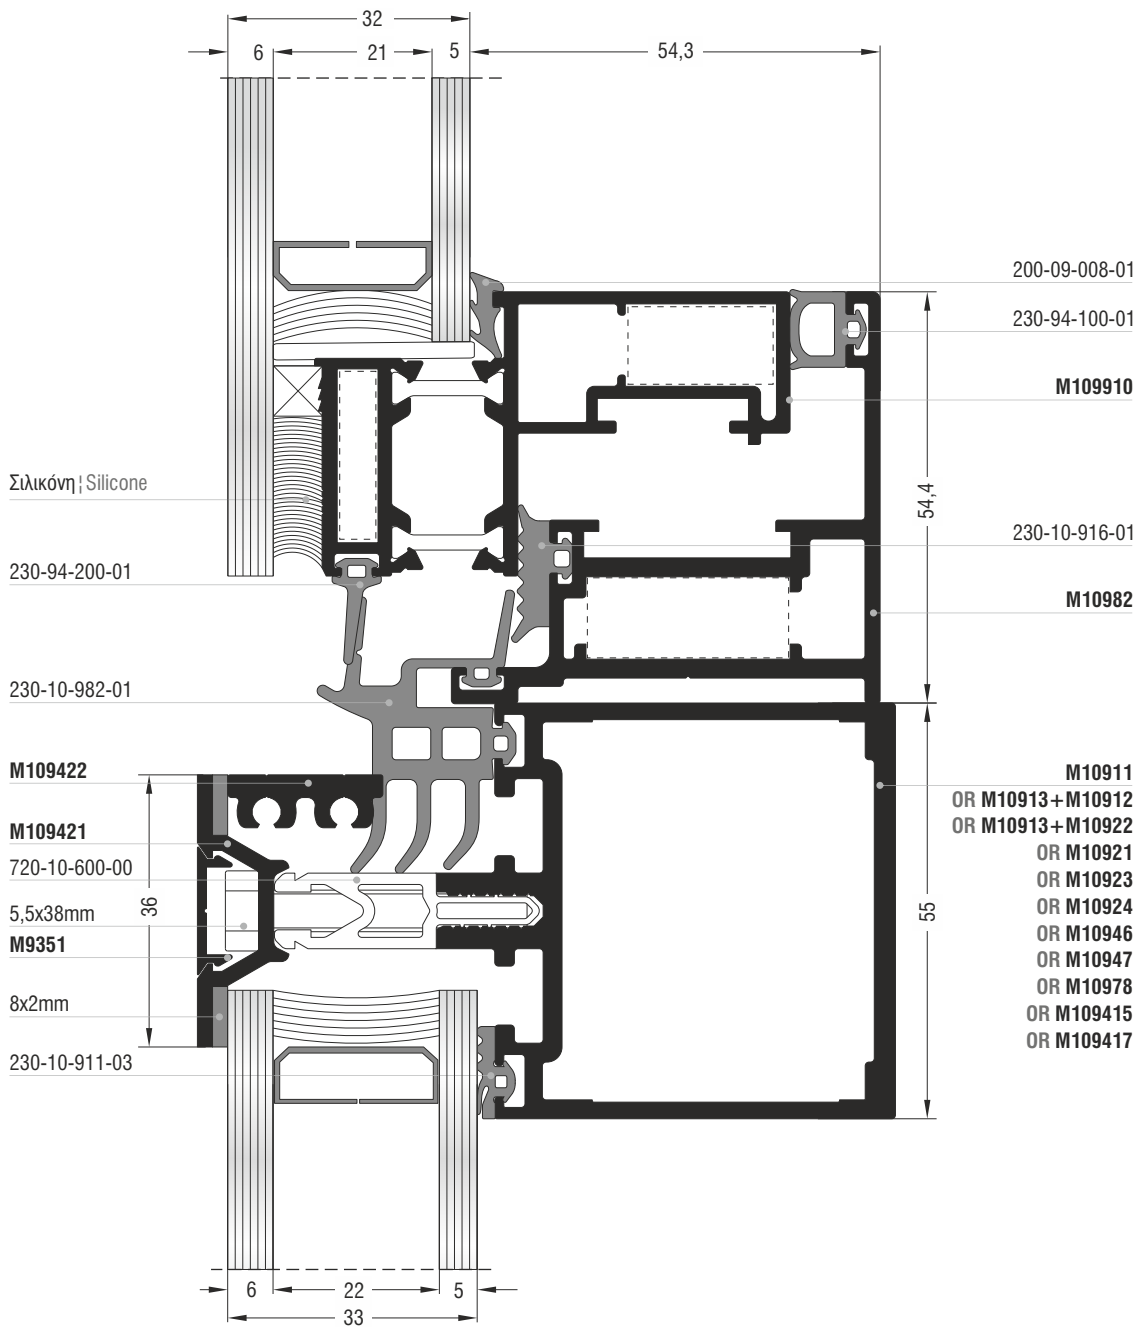 32
6
21
5
54,3
200-09-008-01
230-94-100-01
M109910
Σιλικόνη ¦ Silicone
54,4
230-10-916-01
230-94-200-01
M10982
230-10-982-01
M109422
M109421
720-10-600-00
36
5,5x38mm
M9351
8x2mm
230-10-911-03
M10911
OR M10913+M10912
OR M10913+M10922
OR M10921
OR M10923
OR M10924
OR M10946
OR M10947
OR M10978
OR M109415
OR M109417
55
6
22
5
33